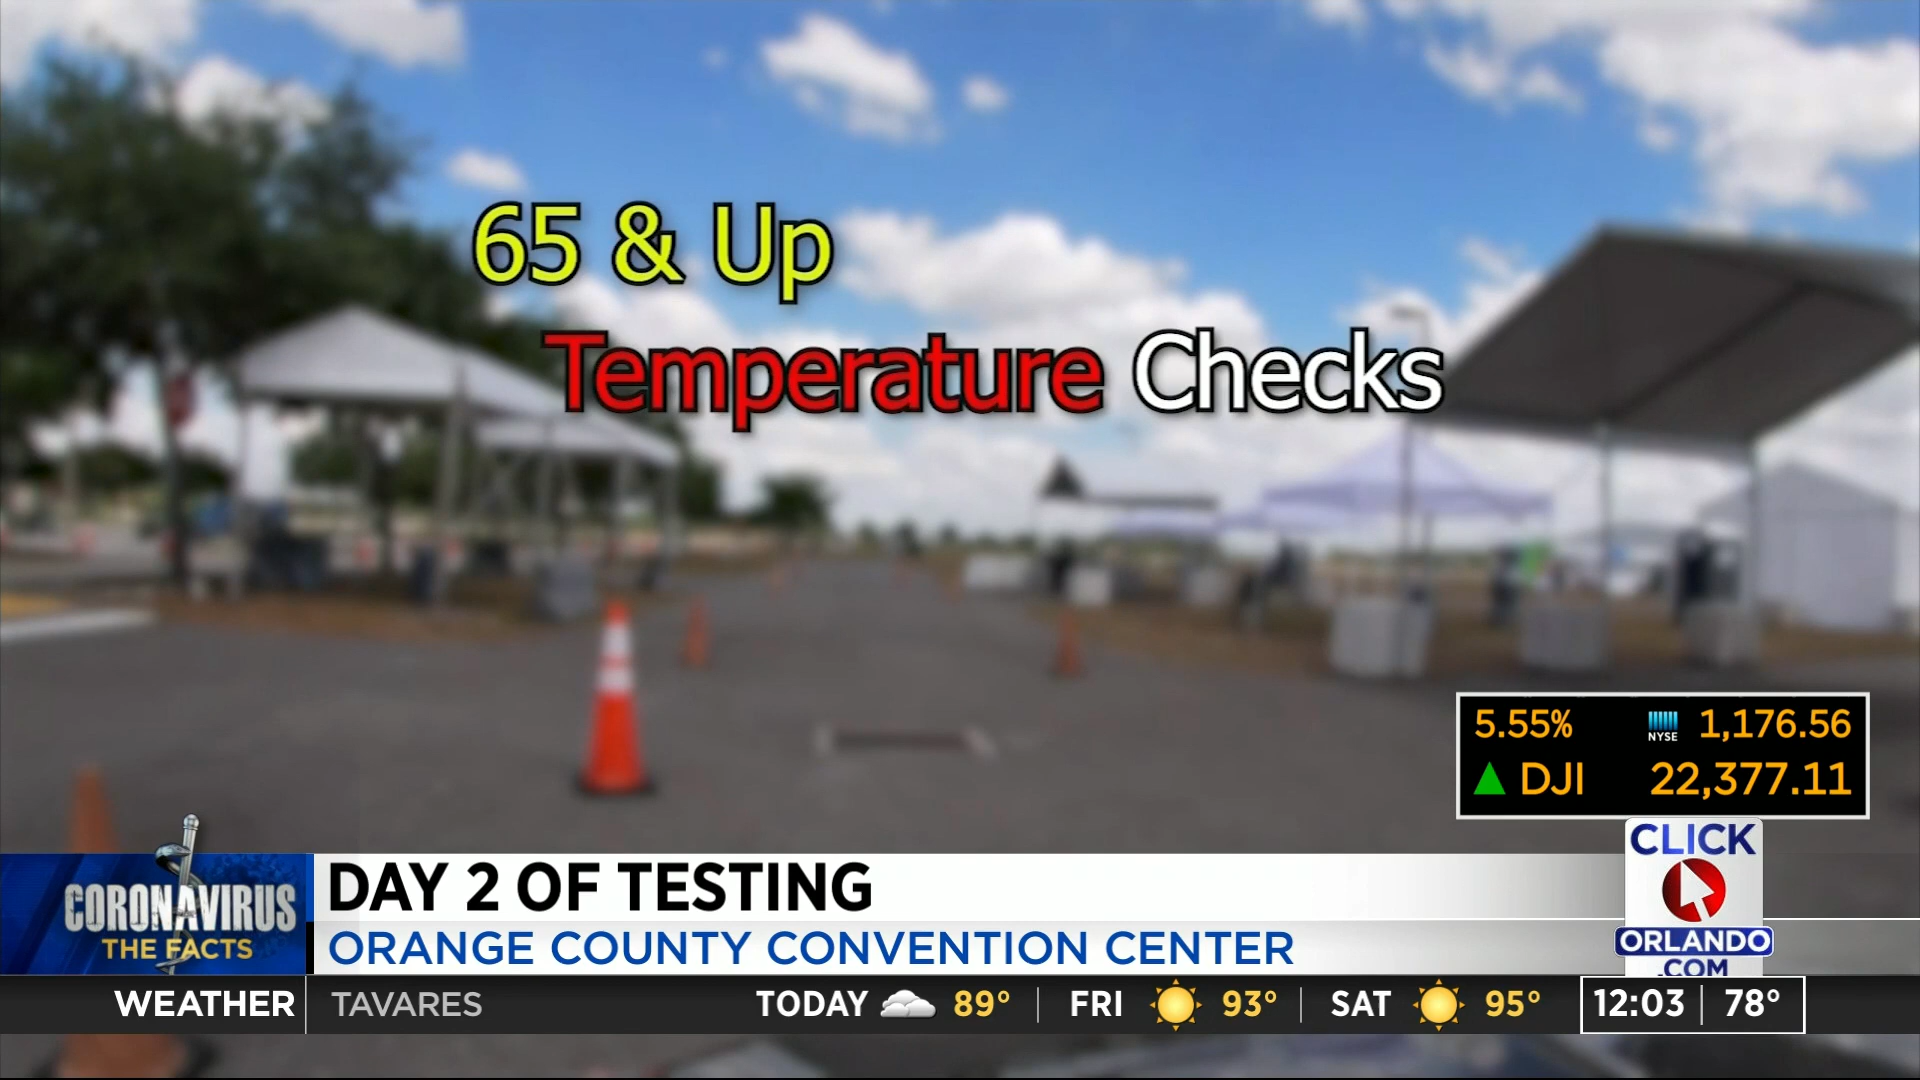 65 & Up
Temperature Checks
5.55% NYSE 1,176.56
DJI 22,377.11
CLICK
ORLANDO
.COM
CORONAVIRUS
THE FACTS
DAY 2 OF TESTING
ORANGE COUNTY CONVENTION CENTER
WEATHER TAVARES TODAY 89° FRI 93° SAT 95° 12:03 78°